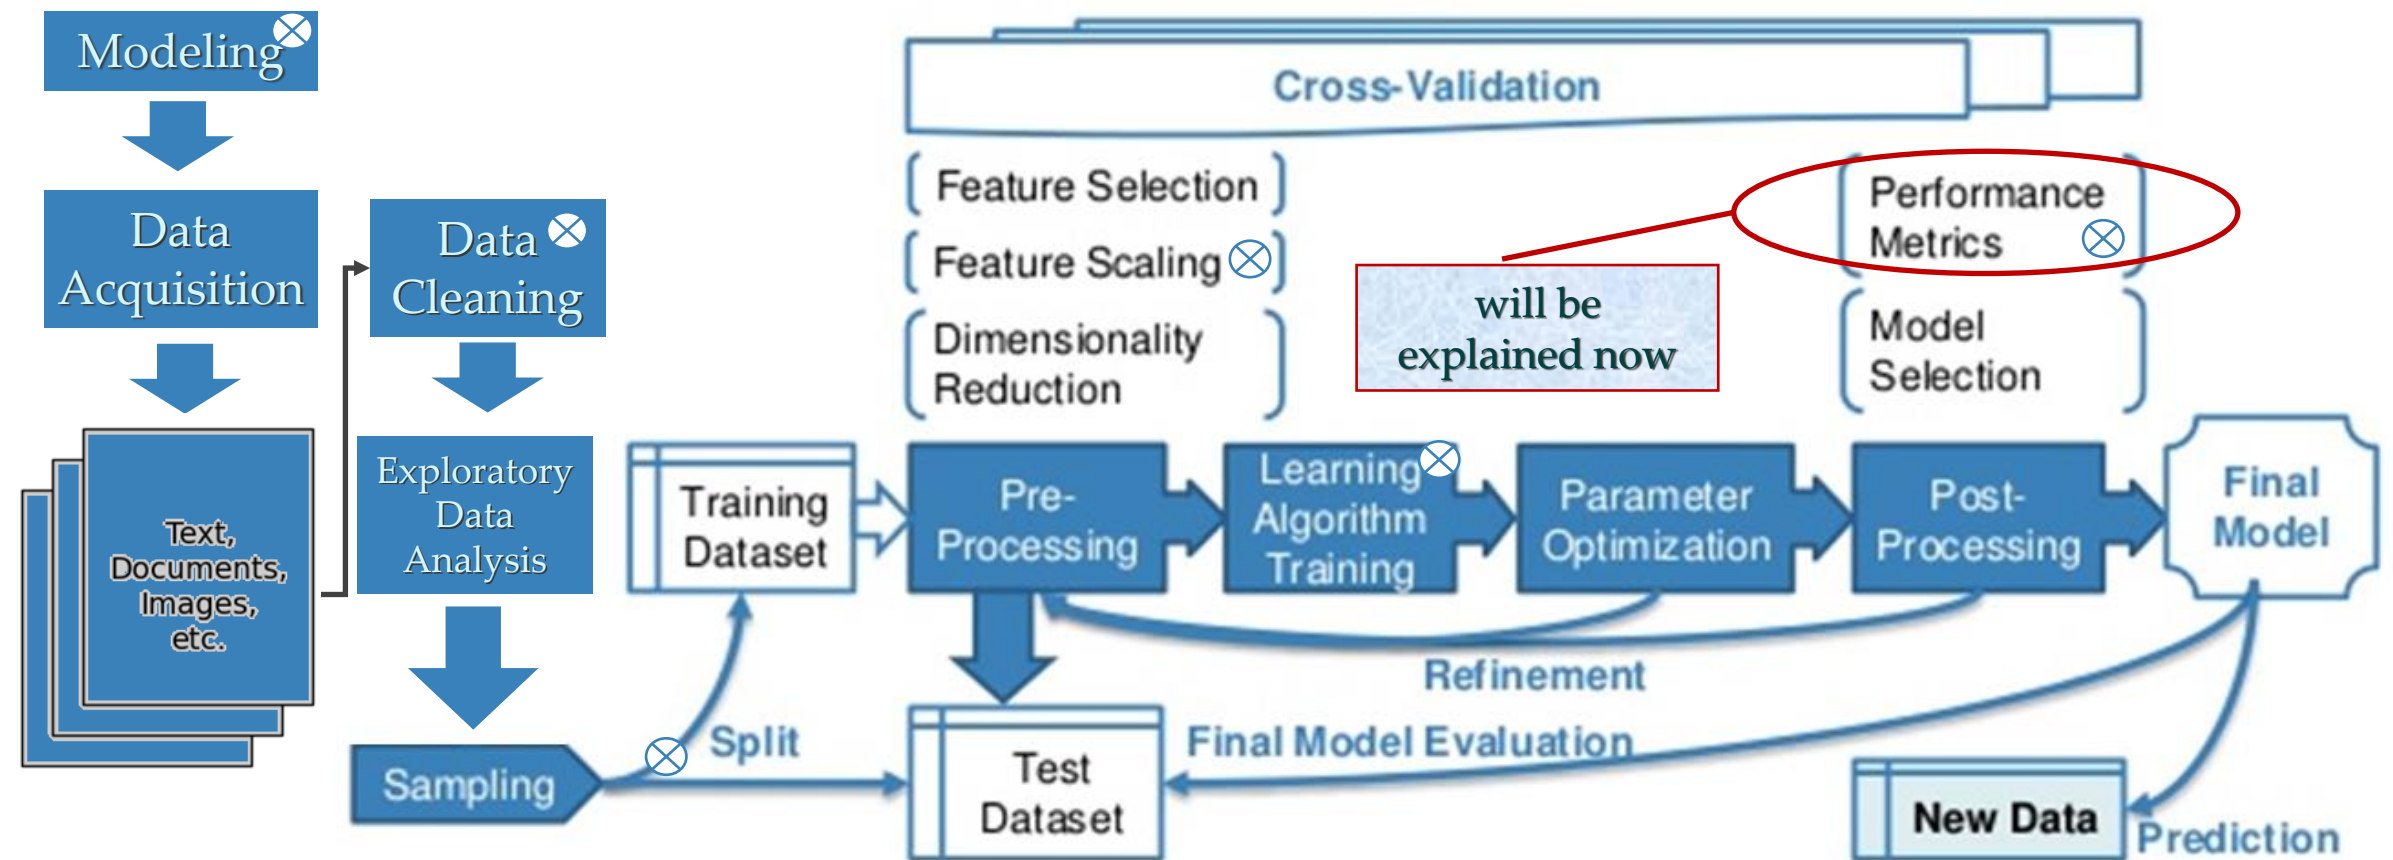 Modeling
Data
Acquisition
Text,
Documents,
Images,
etc.
Data
Cleaning
Exploratory
Data
Analysis
Sampling
Split
Training
Dataset
Test
Dataset
Cross-Validation
Feature Selection
Feature Scaling
Dimensionality
Reduction
Pre-
Processing
Learning
Algorithm
Training
Parameter
Optimization
Post-
Processing
will be
explained now
Performance
Metrics
Model
Selection
Final
Model
Refinement
Final Model Evaluation
New Data
Prediction